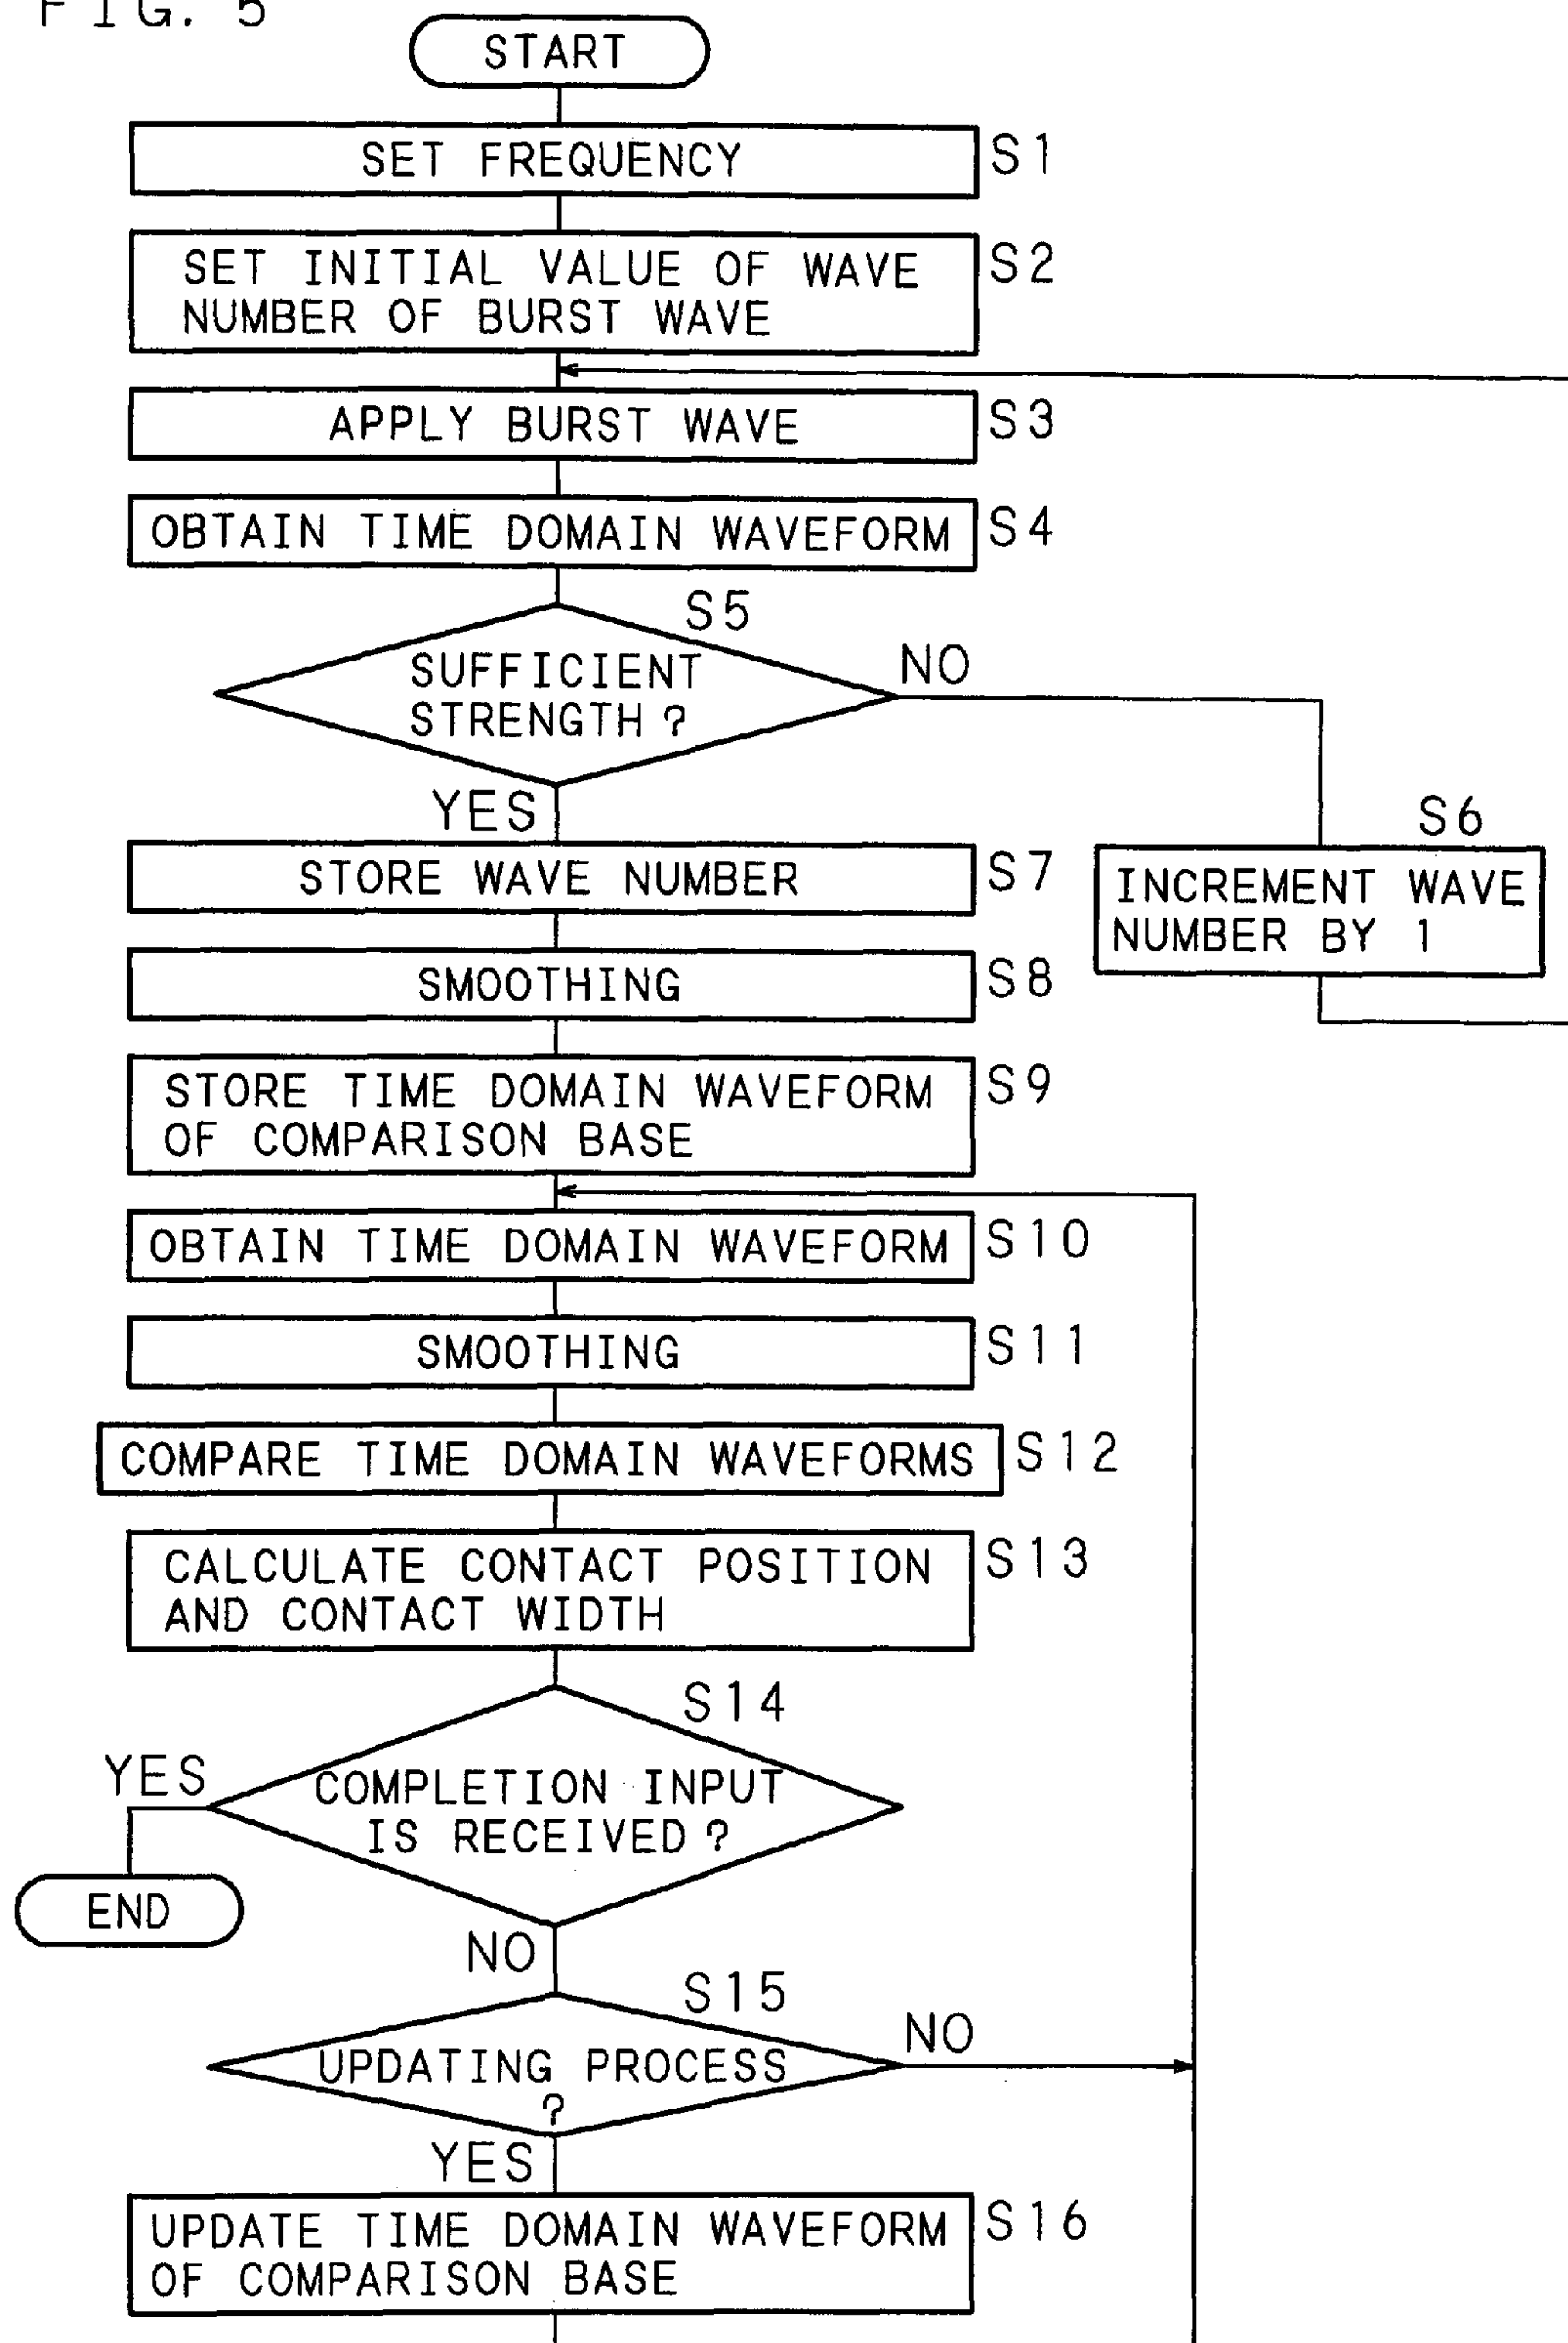 FIG. 5
START
SET FREQUENCY
S1
SET INITIAL VALUE OF WAVE
NUMBER OF BURST WAVE
S2
APPLY BURST WAVE
S3
OBTAIN TIME DOMAIN WAVEFORM
S4
S5
SUFFICIENT
STRENGTH?
NO
YES
S6
INCREMENT WAVE
NUMBER BY 1
STORE WAVE NUMBER
S7
SMOOTHING
S8
STORE TIME DOMAIN WAVEFORM
OF COMPARISON BASE
S9
OBTAIN TIME DOMAIN WAVEFORM
S10
SMOOTHING
S11
COMPARE TIME DOMAIN WAVEFORMS
S12
CALCULATE CONTACT POSITION
AND CONTACT WIDTH
S13
S14
YES
COMPLETION INPUT
IS RECEIVED?
END
NO
S15
UPDATING PROCESS
?
NO
YES
UPDATE TIME DOMAIN WAVEFORM
OF COMPARISON BASE
S16